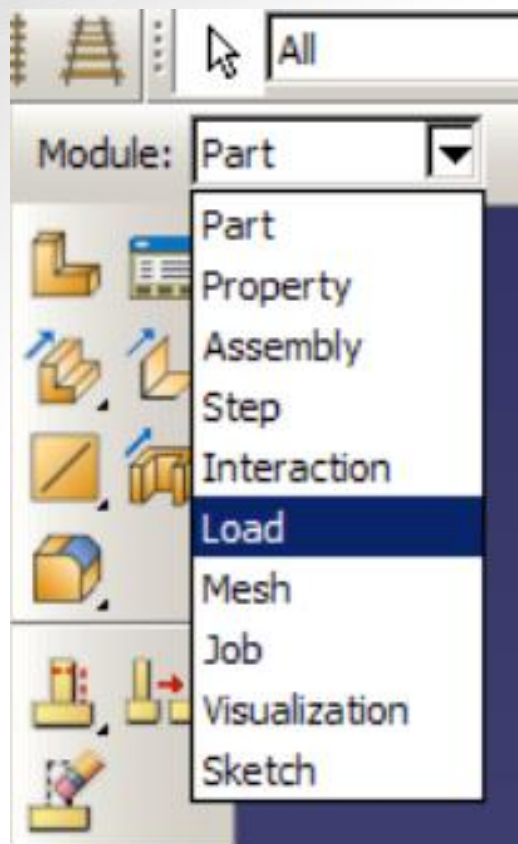 All
Module: Part
Part
Property
Assembly
Step
Interaction
Load
Mesh
Job
Visualization
Sketch